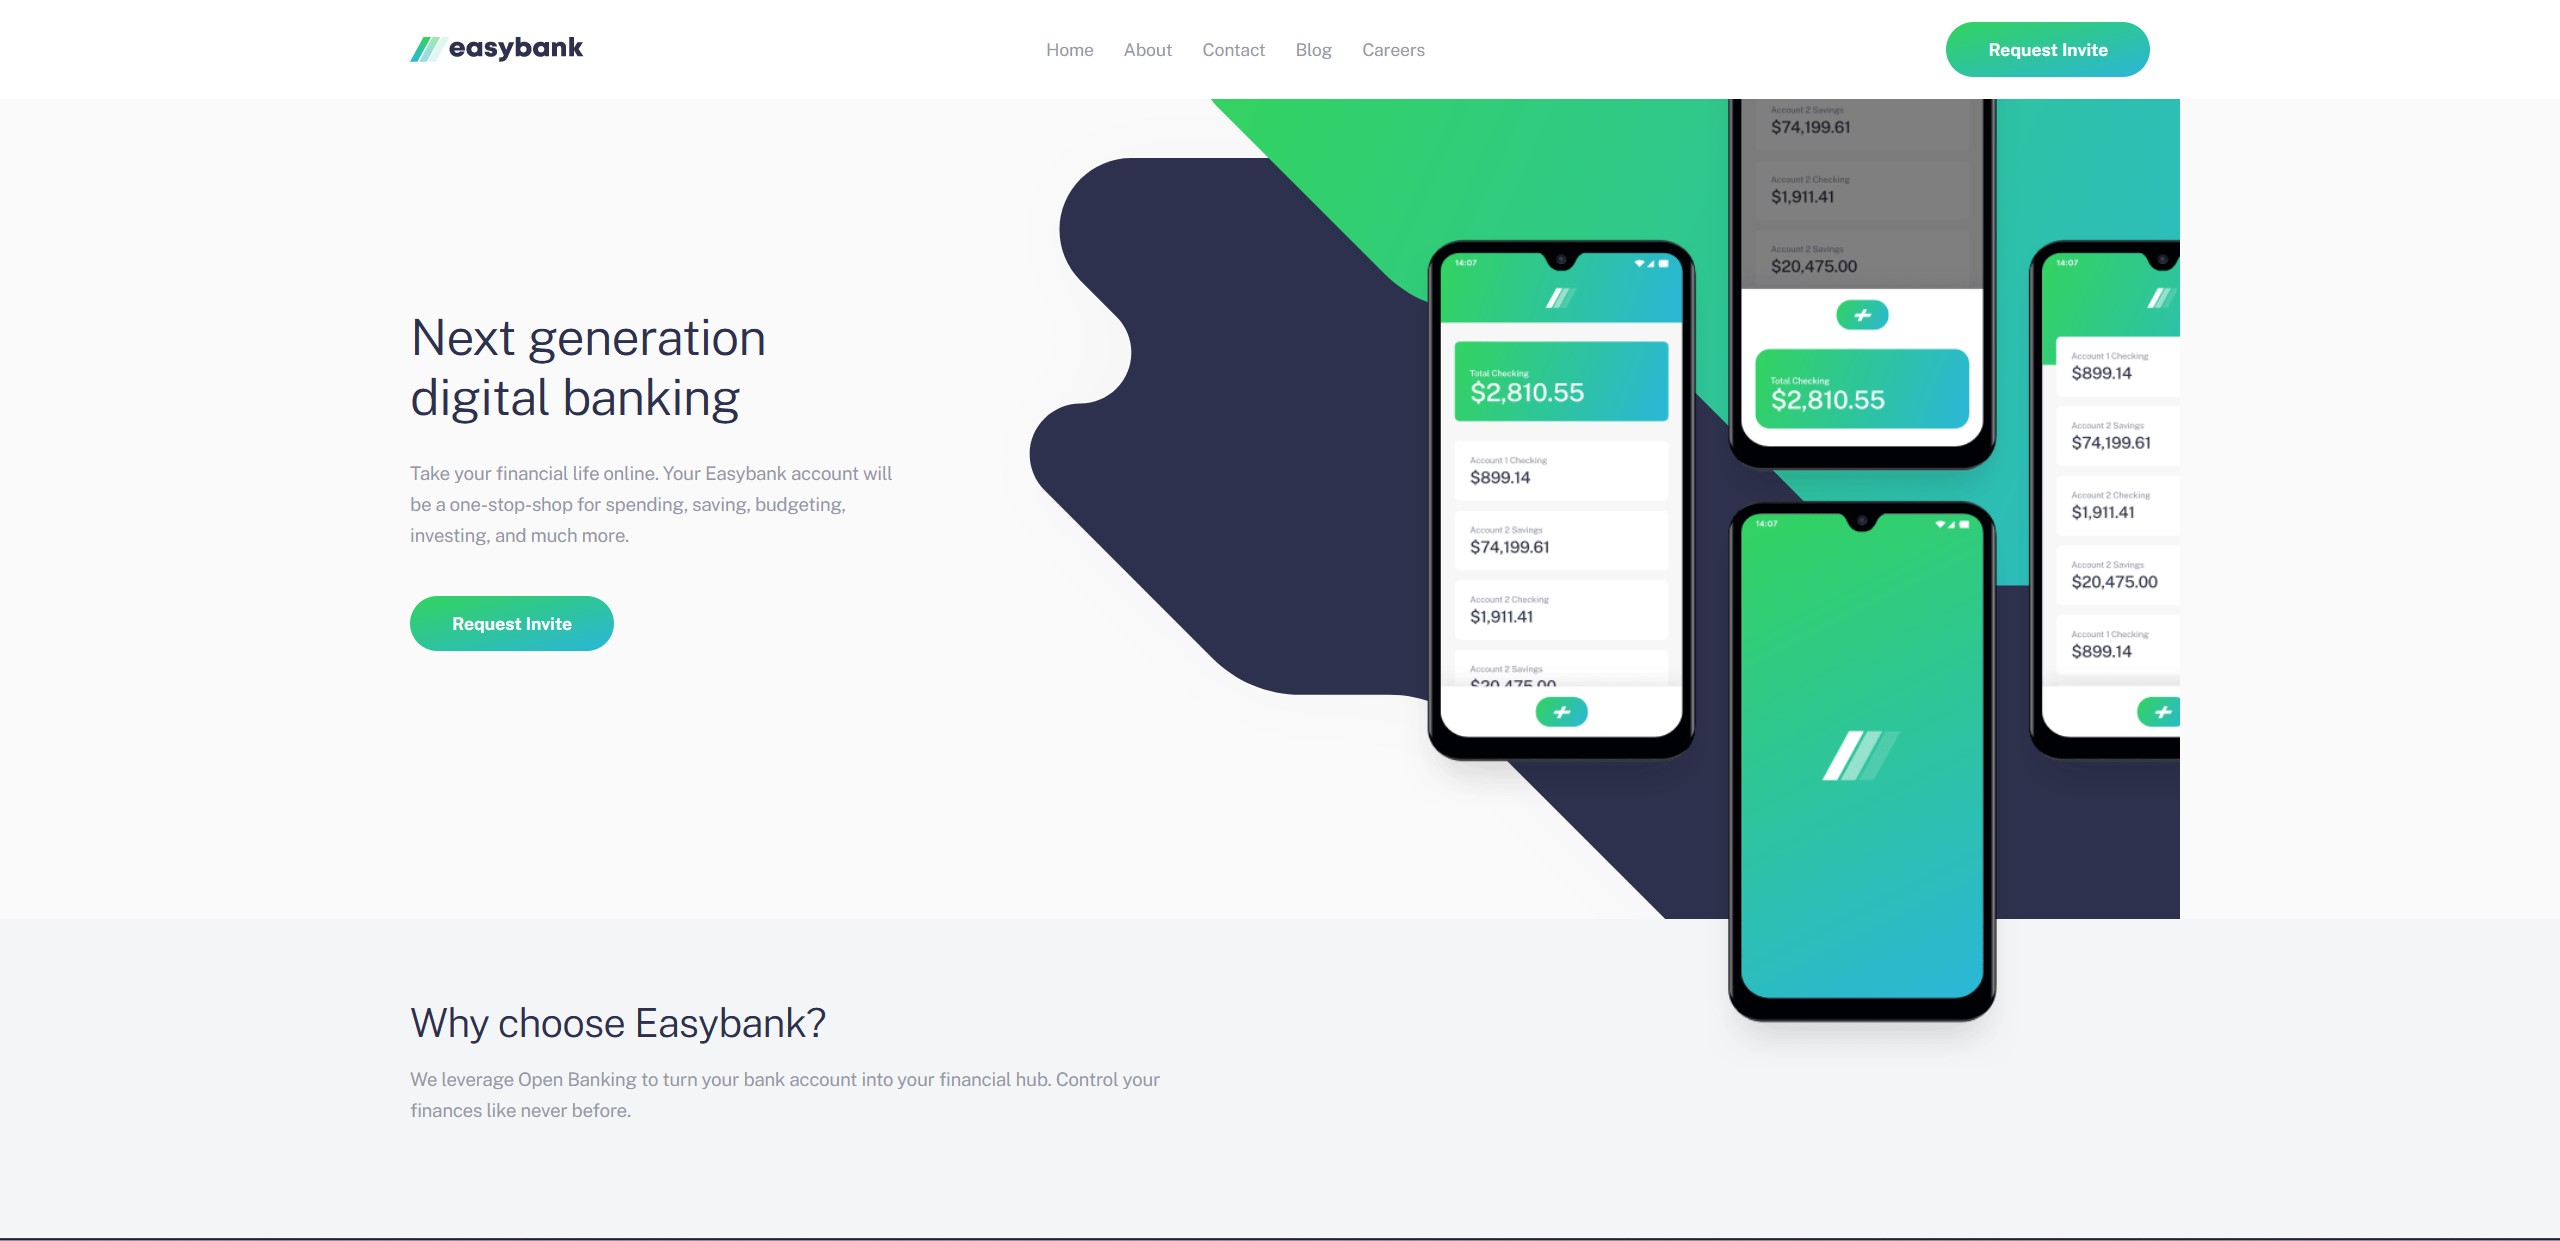 easybank
Home About Contact Blog Careers
Request Invite
Next generation
digital banking
Take your financial life online. Your Easybank account will
be a one-stop-shop for spending, saving, budgeting,
investing, and much more.
Request Invite
14:07
Total Checking
$2,810.55
Account 1 Checking
$899.14
Account 2 Savings
$74,199.61
Account 2 Checking
$1,911.41
Account 2 Savings
$20,475.00
Account 2 Savings
$74,199.61
Account 2 Checking
$1,911.41
Account 2 Savings
$20,475.00
Total Checking
$2,810.55
14:07
14:07
Account 1 Checking
$899.14
Account 2 Savings
$74,199.61
Account 2 Checking
$1,911.41
Account 2 Savings
$20,475.00
Account 1 Checking
$899.14
Why choose Easybank?
We leverage Open Banking to turn your bank account into your financial hub. Control your
finances like never before.